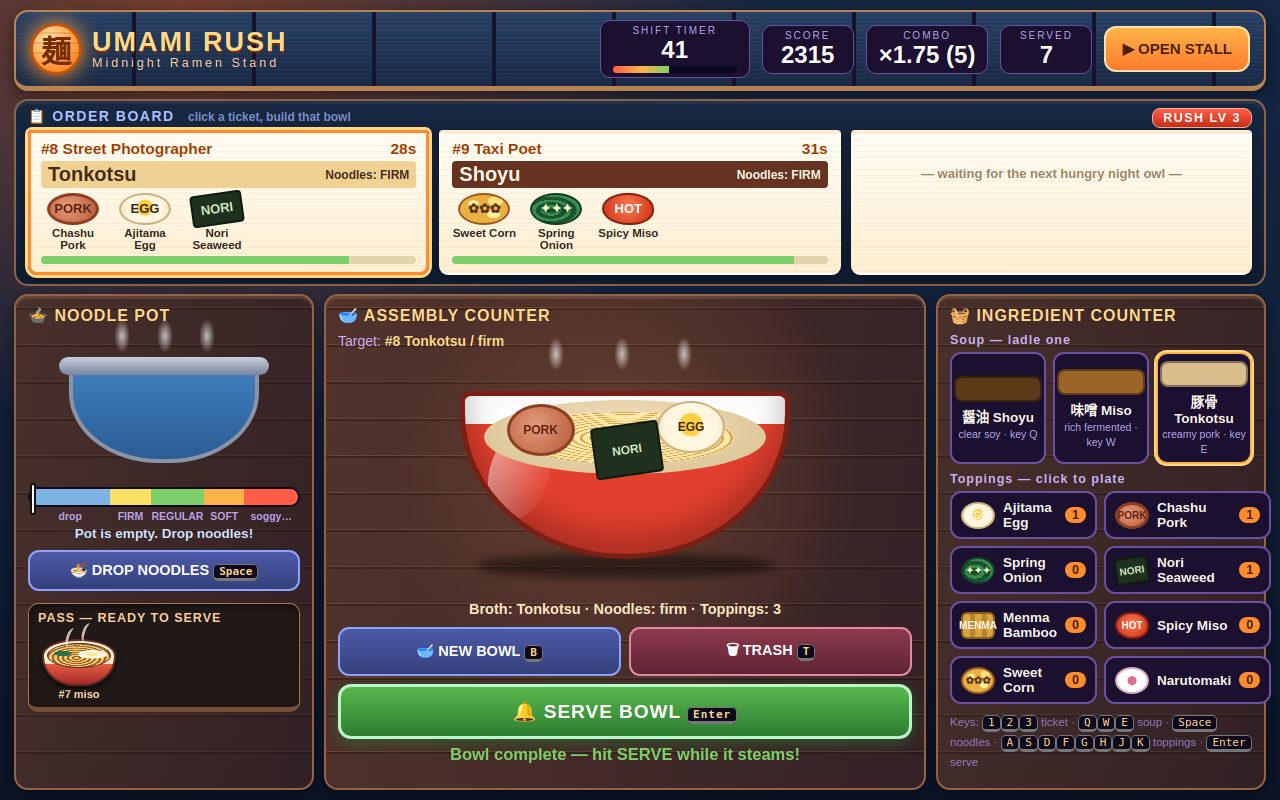 麺
UMAMI RUSH
Midnight Ramen Stand
SHIFT TIMER
41
SCORE
2315
COMBO
×1.75 (5)
SERVED
7
▶ OPEN STALL
📋 ORDER BOARD click a ticket, build that bowl
RUSH LV 3
#8 Street Photographer 28s
Tonkotsu Noodles: FIRM
PORK EGG NORI
Chashu Pork
Ajitama Egg
Nori Seaweed
#9 Taxi Poet 31s
Shoyu Noodles: FIRM
✿✿✿ ✦✦✦ HOT
Sweet Corn
Spring Onion
Spicy Miso
— waiting for the next hungry night owl —
🍲 NOODLE POT
drop FIRM REGULAR SOFT soggy…
Pot is empty. Drop noodles!
🍜 DROP NOODLES Space
PASS — READY TO SERVE
#7 miso
🥣 ASSEMBLY COUNTER
Target: #8 Tonkotsu / firm
PORK
NORI
EGG
Broth: Tonkotsu · Noodles: firm · Toppings: 3
🥣 NEW BOWL B
🗑 TRASH T
🔔 SERVE BOWL Enter
Bowl complete — hit SERVE while it steams!
🧺 INGREDIENT COUNTER
Soup — ladle one
醤油 Shoyu
clear soy · key Q
味噌 Miso
rich fermented ·
key W
豚骨
Tonkotsu
creamy pork · key
E
Toppings — click to plate
Ajitama Egg 1
PORK Chashu Pork 1
✦✦✦ Spring Onion 0
NORI Nori Seaweed 1
MENMA Menma Bamboo 0
HOT Spicy Miso 0
✿✿✿ Sweet Corn 0
Narutomaki 0
Keys: 1 2 3 ticket · Q W E soup · Space
noodles · A S D F G H J K toppings · Enter
serve